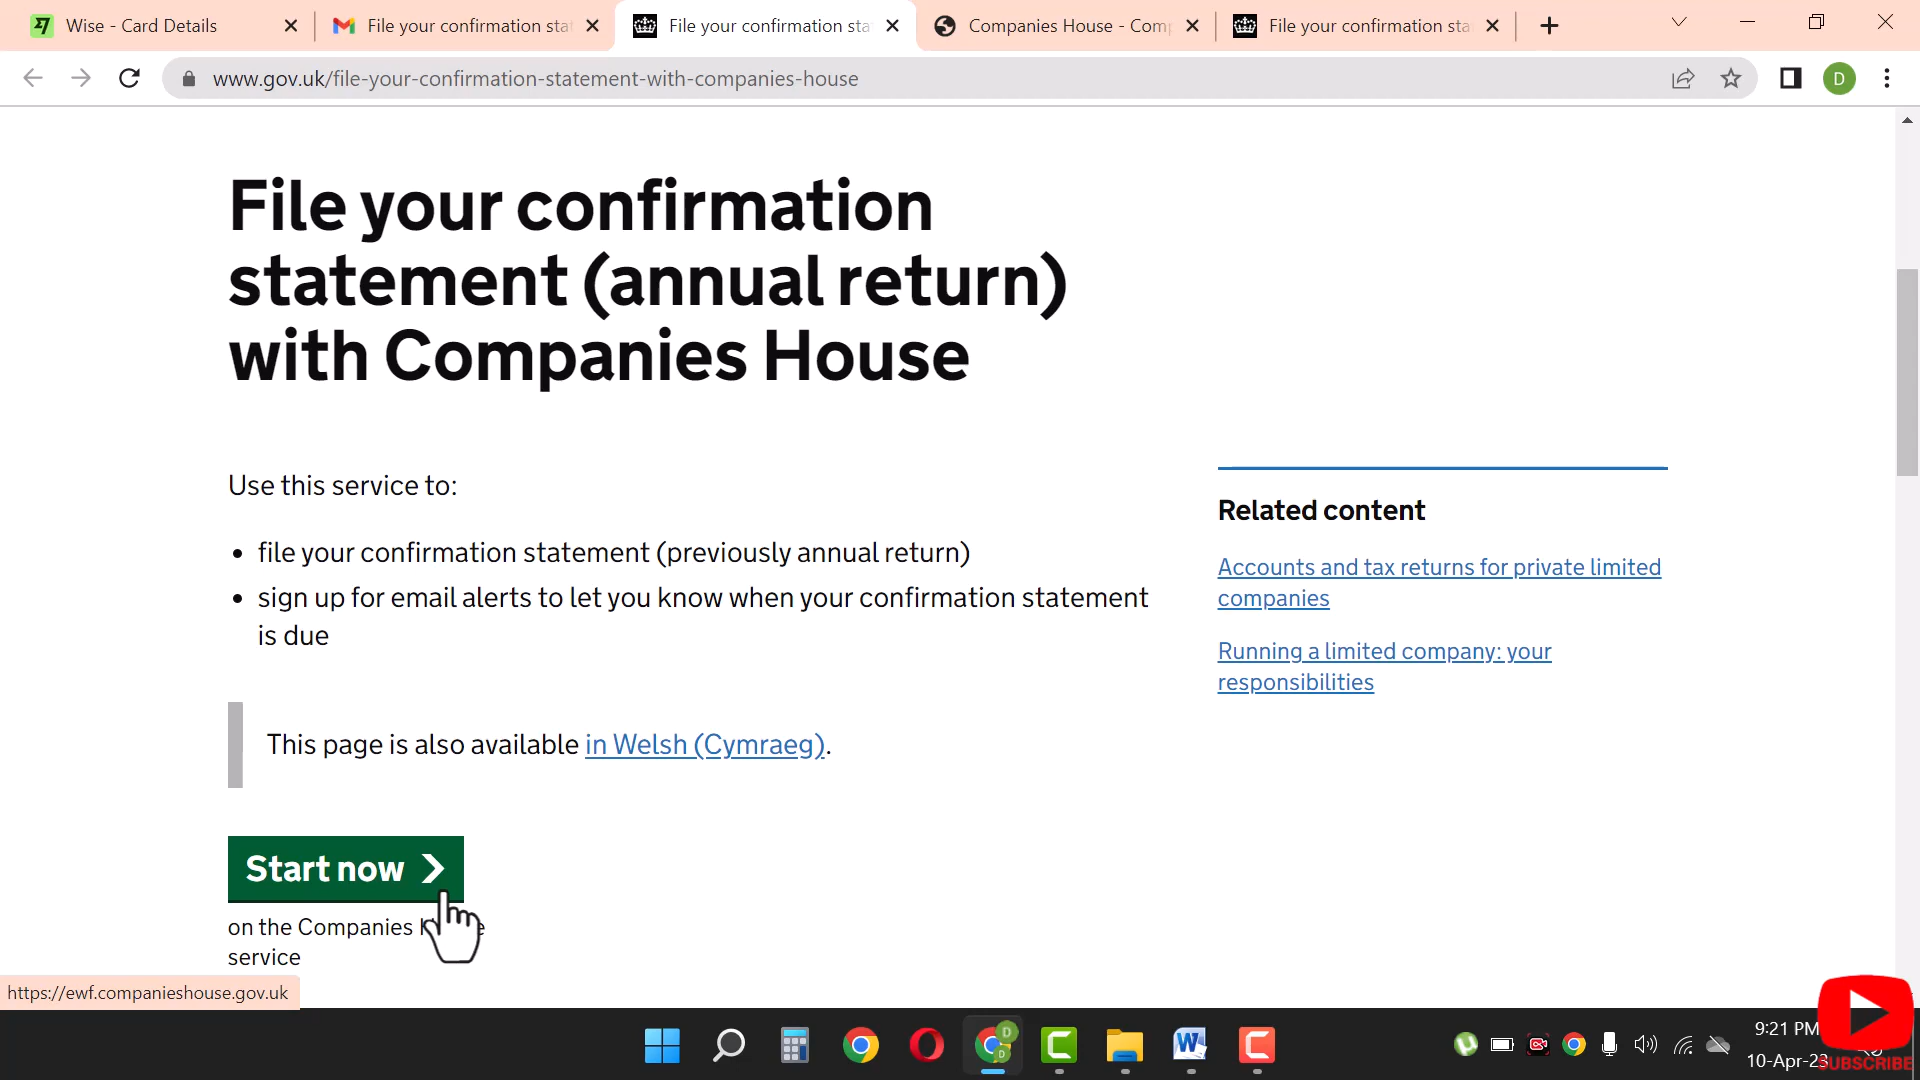 Wise - Card Details
File your confirmation sta
File your confirmation sta
Companies House - Comp
File your confirmation sta
www.gov.uk/file-your-confirmation-statement-with-companies-house
D
File your confirmation
statement (annual return)
with Companies House
Use this service to:
file your confirmation statement (previously annual return)
sign up for email alerts to let you know when your confirmation statement
is due
This page is also available in Welsh (Cymraeg).
Start now
on the Companies
service
Related content
Accounts and tax returns for private limited
companies
Running a limited company: your
responsibilities
https://ewf.companieshouse.gov.uk
9:21 PM
10-Apr-23
SUBSCRIBE